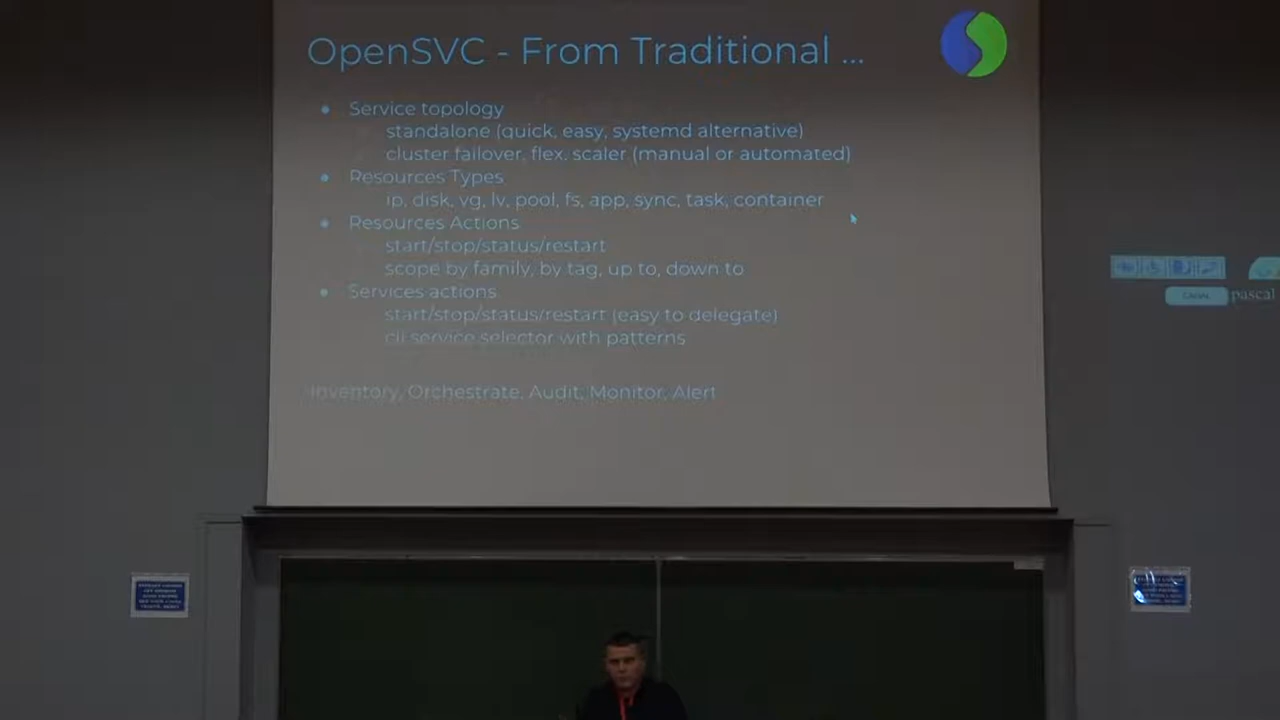 OpenSVC - From Traditional ...
● Service topology
standalone (quick, easy, systemd alternative)
cluster failover, flex, scaler (manual or automated)
● Resources Types
ip, disk, vg, lv, pool, fs, app, sync, task, container
● Resources Actions
start/stop/status/restart
scope by family, by tag, up to, down to
● Services actions
start/stop/status/restart (easy to delegate)
cli service selector with patterns
Inventory, Orchestrate, Audit, Monitor, Alert
pascal